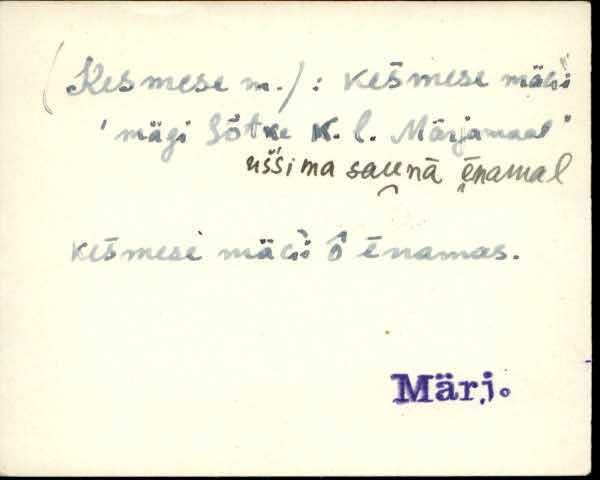 (Kesmese m.): kešmese mäǵi
'mägi Sõtke k. l. Märjamaal'
uššima saunā ēnamal
kešmese mäǵi ȏ ēnamas.
Märj.